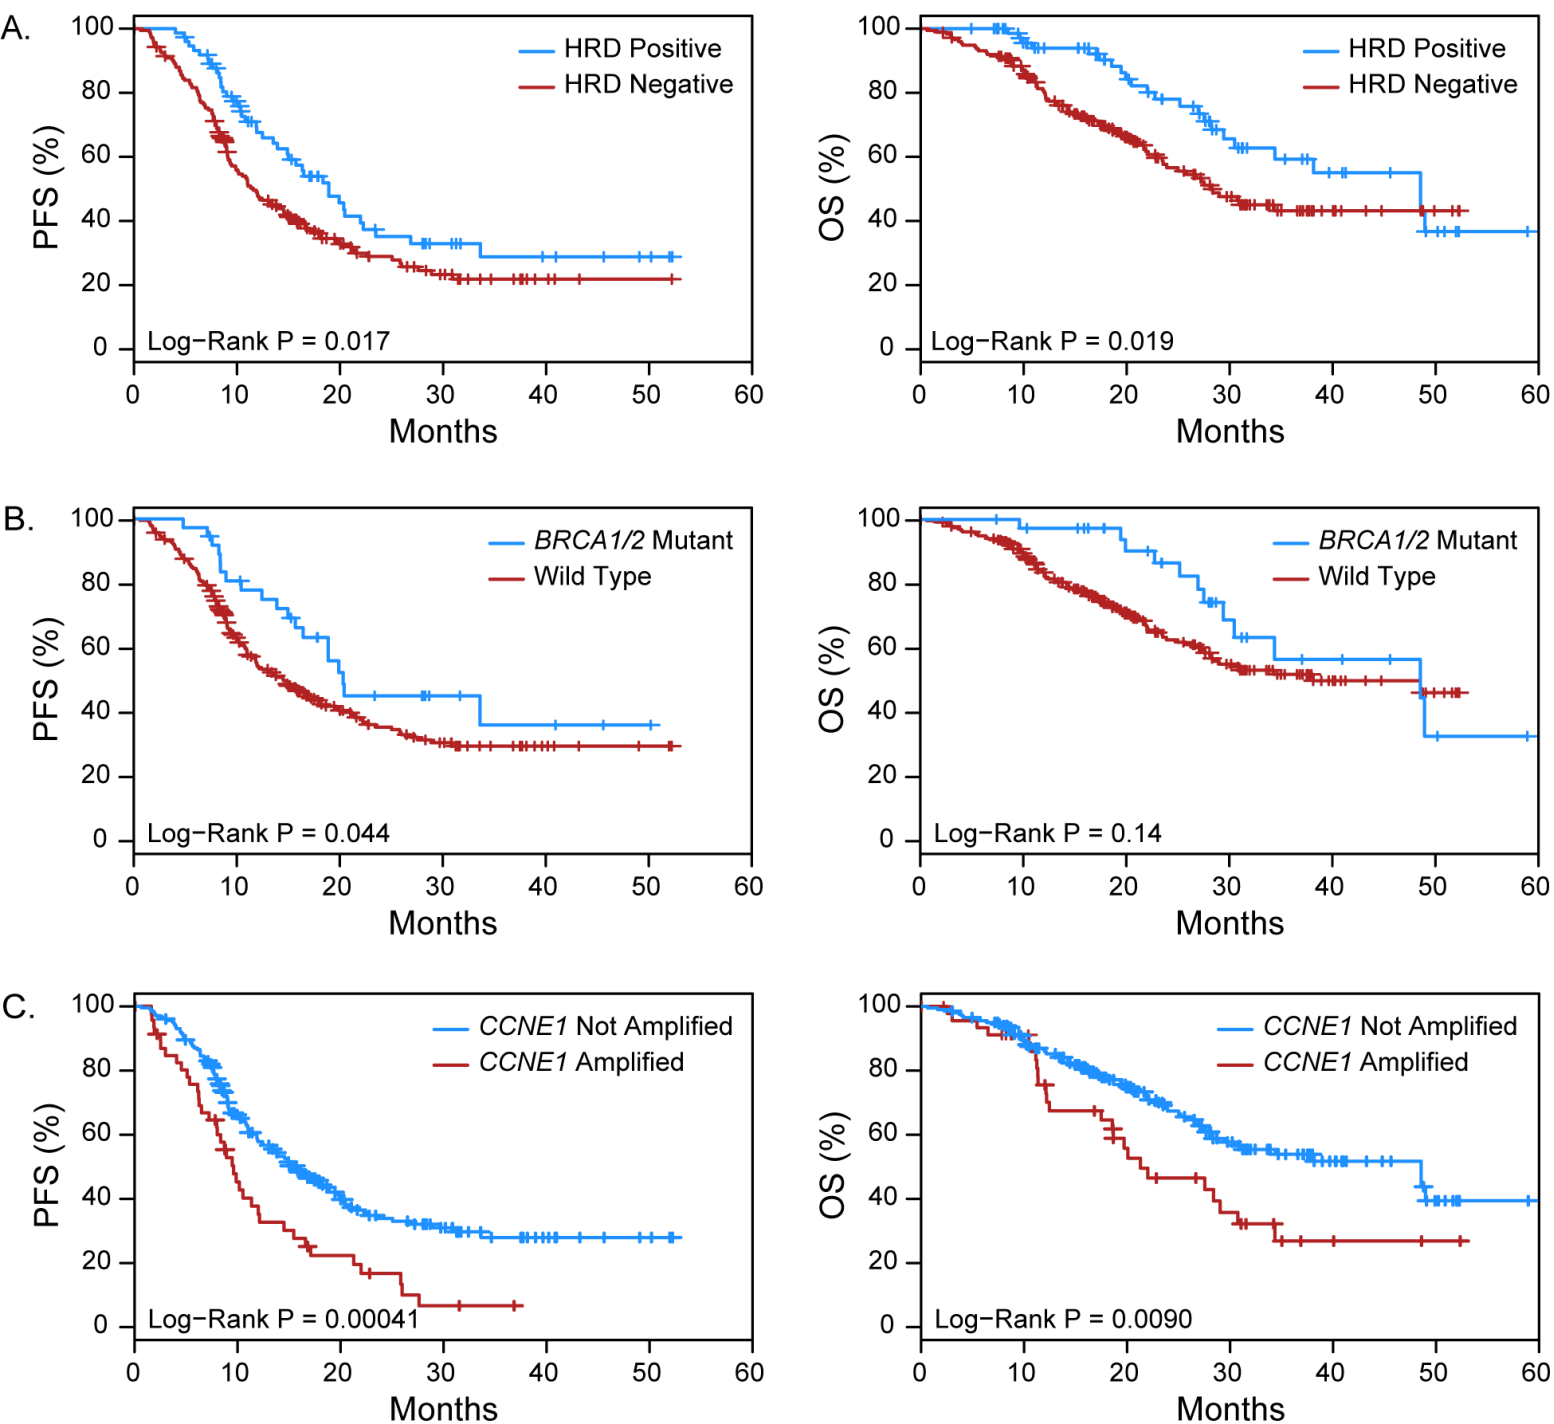 A.
100
80
60
40
20
0
PFS (%)
HRD Positive
HRD Negative
Log−Rank P = 0.017
0 10 20 30 40 50 60
Months
100
80
60
40
20
0
OS (%)
HRD Positive
HRD Negative
Log−Rank P = 0.019
0 10 20 30 40 50 60
Months
B.
100
80
60
40
20
0
PFS (%)
BRCA1/2 Mutant
Wild Type
Log−Rank P = 0.044
0 10 20 30 40 50 60
Months
100
80
60
40
20
0
OS (%)
BRCA1/2 Mutant
Wild Type
Log−Rank P = 0.14
0 10 20 30 40 50 60
Months
C.
100
80
60
40
20
0
PFS (%)
CCNE1 Not Amplified
CCNE1 Amplified
Log−Rank P = 0.00041
0 10 20 30 40 50 60
Months
100
80
60
40
20
0
OS (%)
CCNE1 Not Amplified
CCNE1 Amplified
Log−Rank P = 0.0090
0 10 20 30 40 50 60
Months